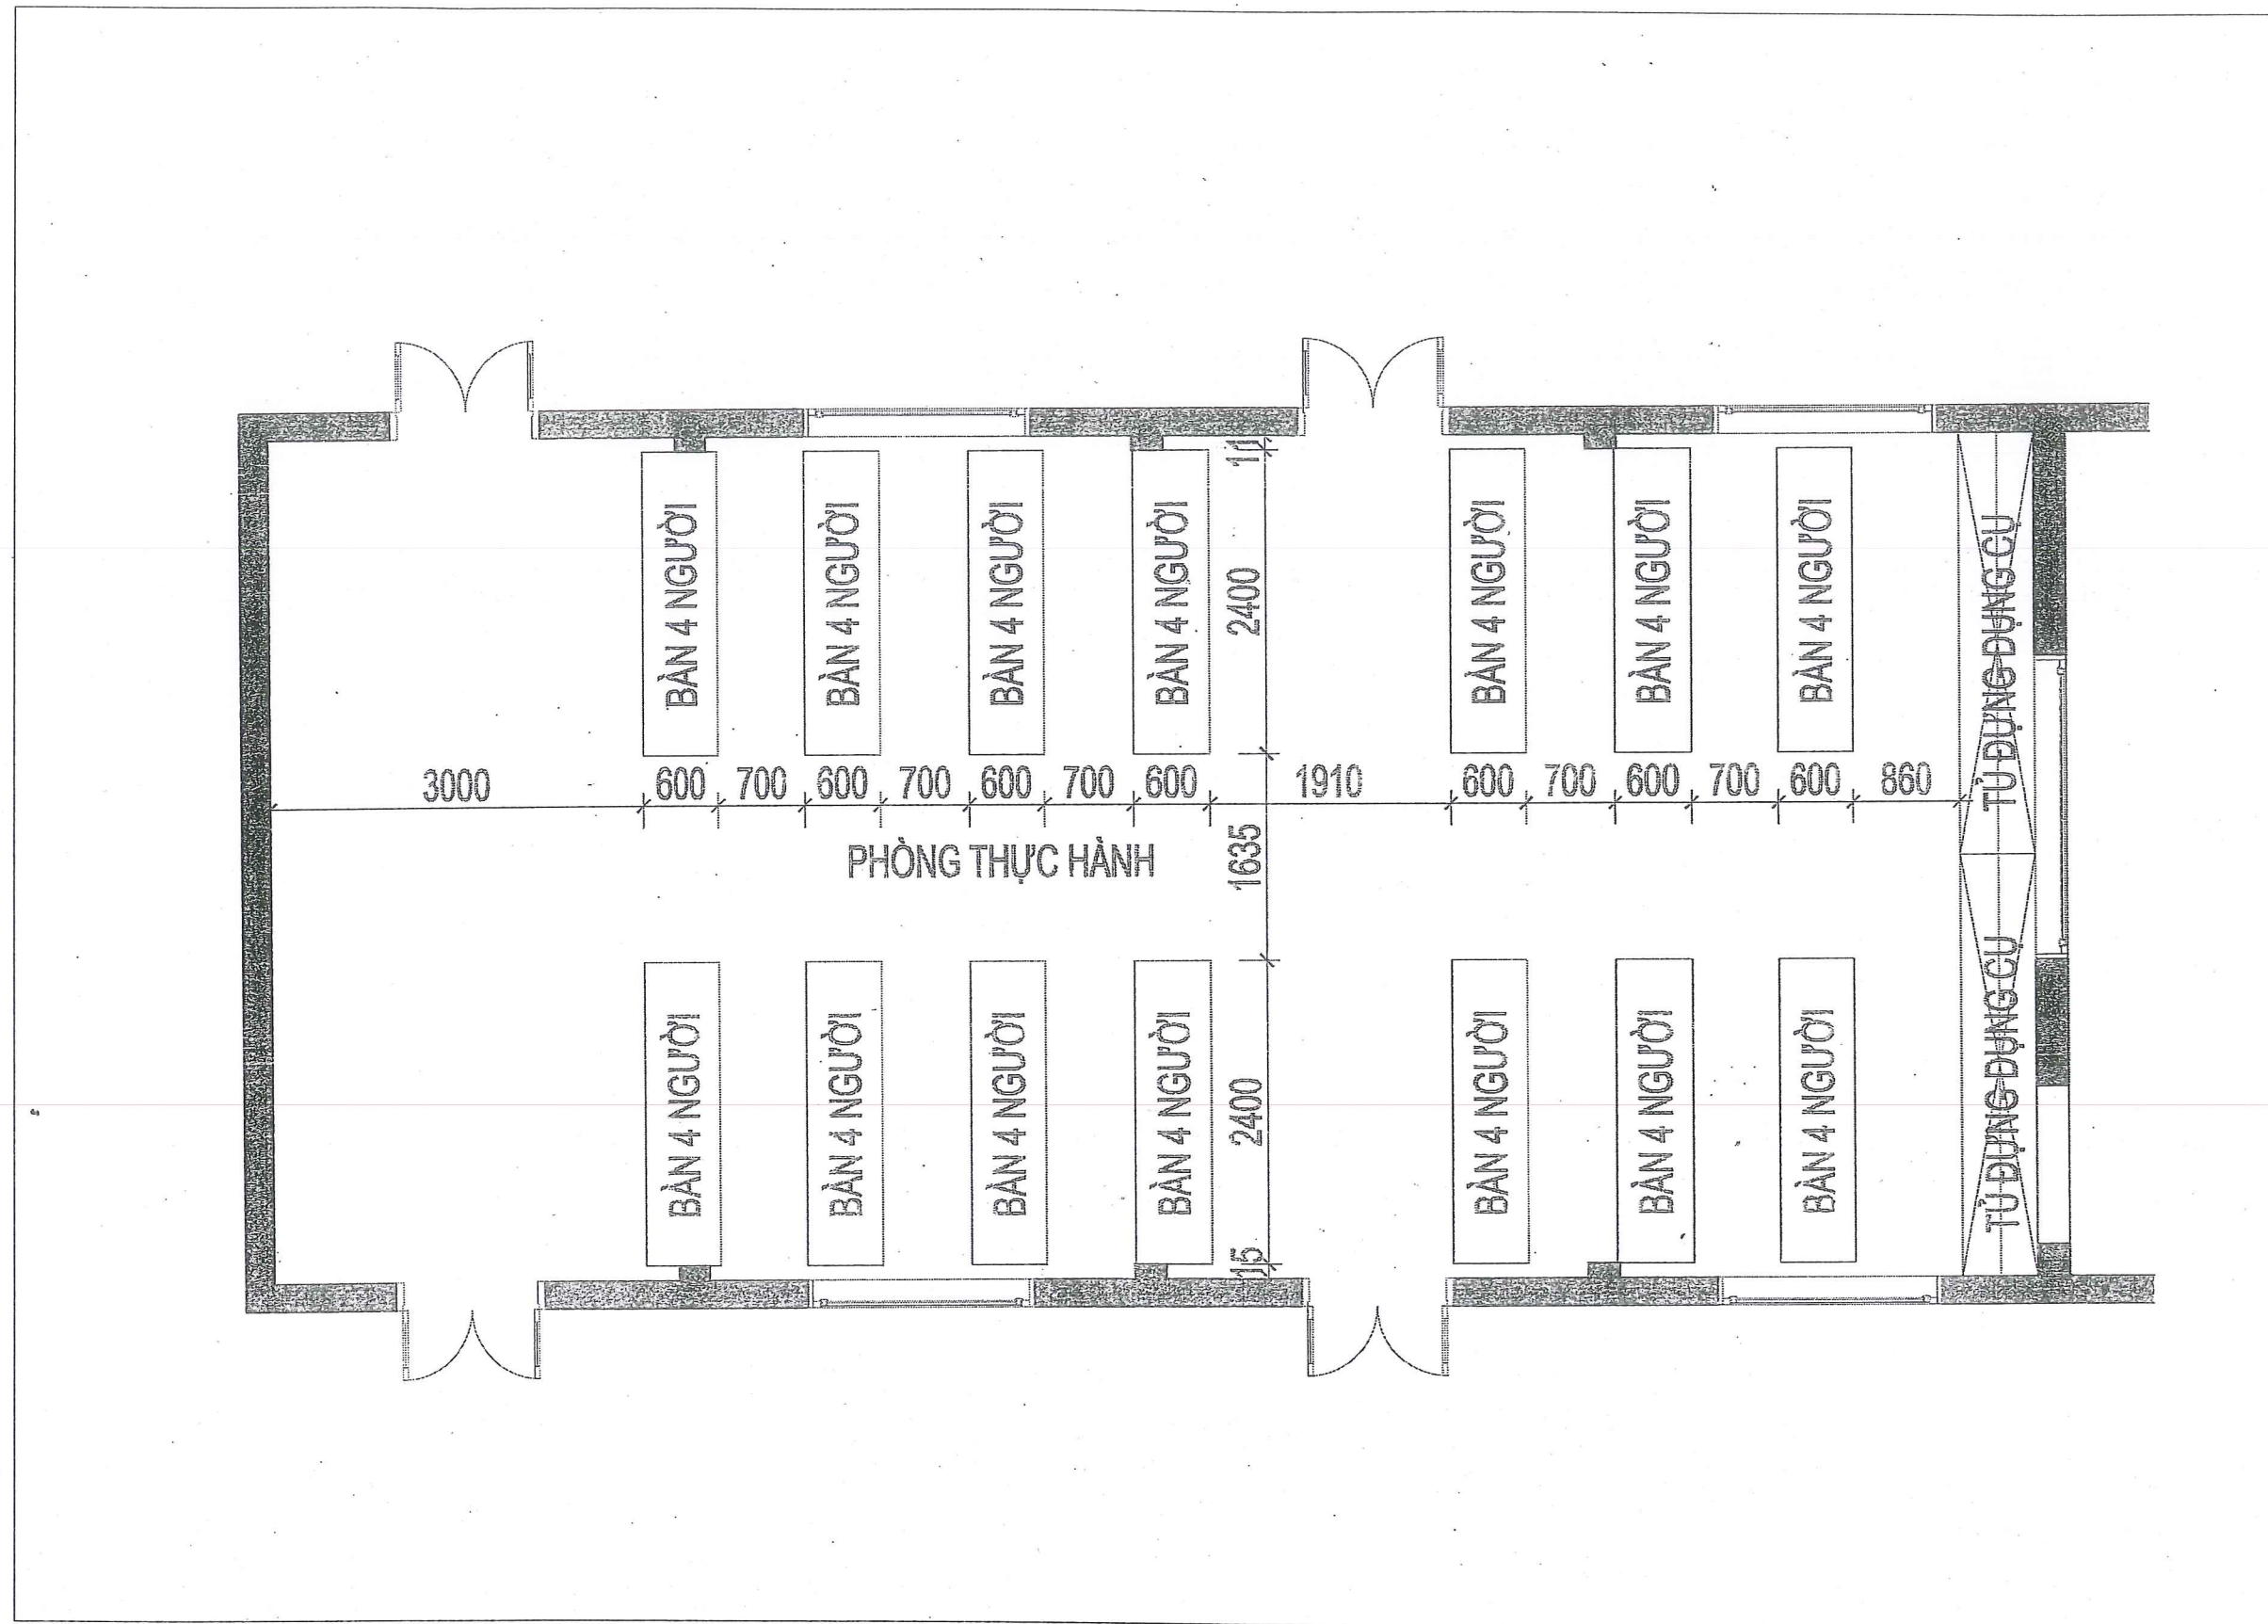 BÀN 4 NGƯỜI
BÀN 4 NGƯỜI
BÀN 4 NGƯỜI
BÀN 4 NGƯỜI
BÀN 4 NGƯỜI
BÀN 4 NGƯỜI
BÀN 4 NGƯỜI
TỦ ĐỰNG DỤNG CỤ
2400
3000 600 700 600 700 600 700 600 1910 600 700 600 700 600 860
1635
PHÒNG THỰC HÀNH
BÀN 4 NGƯỜI
BÀN 4 NGƯỜI
BÀN 4 NGƯỜI
BÀN 4 NGƯỜI
BÀN 4 NGƯỜI
BÀN 4 NGƯỜI
BÀN 4 NGƯỜI
TỦ ĐỰNG DỤNG CỤ
2400